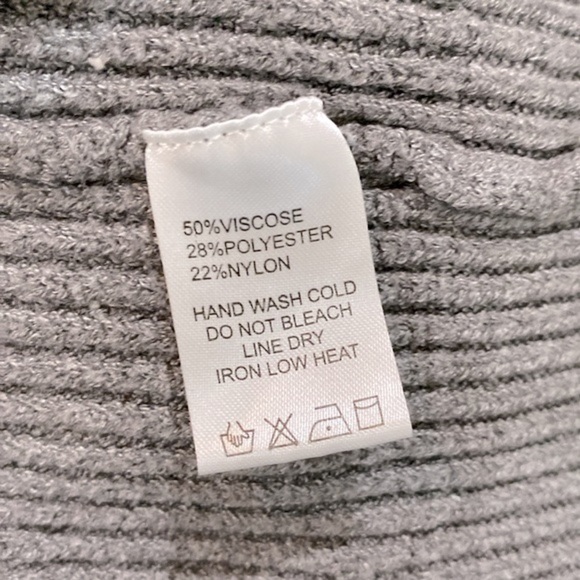 50%VISCOSE
28%POLYESTER
22%NYLON
HAND WASH COLD
DO NOT BLEACH
LINE DRY
IRON LOW HEAT